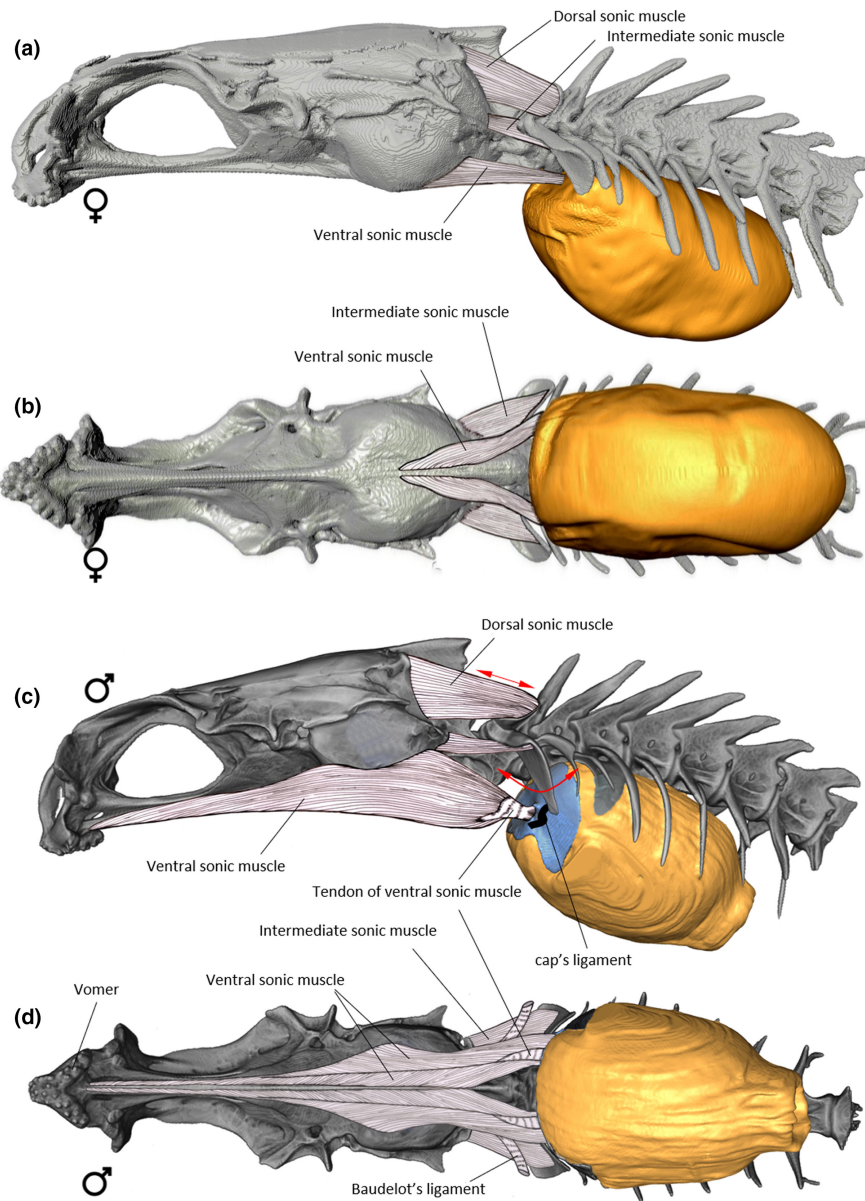 (a)
Dorsal sonic muscle
Intermediate sonic muscle
♀
Ventral sonic muscle
Intermediate sonic muscle
Ventral sonic muscle
(b)
♀
Dorsal sonic muscle
(c)
♂
Ventral sonic muscle
Tendon of ventral sonic muscle
Intermediate sonic muscle
cap's ligament
Ventral sonic muscle
Vomer
(d)
♂
Baudelot's ligament